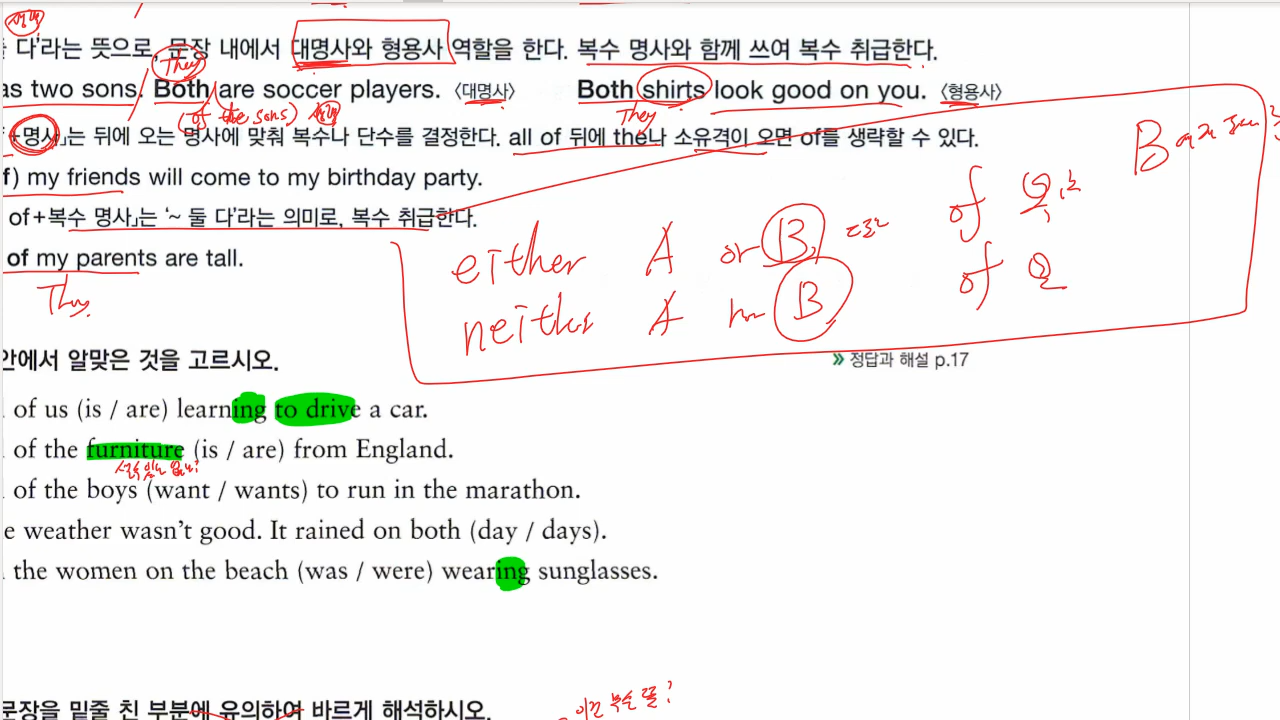 다'라는 뜻으로, 문장 내에서 대명사와 형용사 역할을 한다. 복수 명사와 함께 쓰여 복수 취급한다.
They
as two sons. Both are soccer players. 〈대명사〉 Both shirts look good on you. 〈형용사〉
(of the sons) 생략 They
+명사」는 뒤에 오는 명사에 맞춰 복수나 단수를 결정한다. all of 뒤에 the나 소유격이 오면 of를 생략할 수 있다.
f) my friends will come to my birthday party.
of+복수 명사」는 '~ 둘 다'라는 의미로, 복수 취급한다.
of my parents are tall.
They
either A or B
of
neither A nor B
of
안에서 알맞은 것을 고르시오.
» 정답과 해설 p.17
of us (is / are) learning to drive a car.
of the furniture (is / are) from England.
of the boys (want / wants) to run in the marathon.
e weather wasn't good. It rained on both (day / days).
the women on the beach (was / were) wearing sunglasses.
문장을 밑줄 친 부분에 유의하여 바르게 해석하시오.